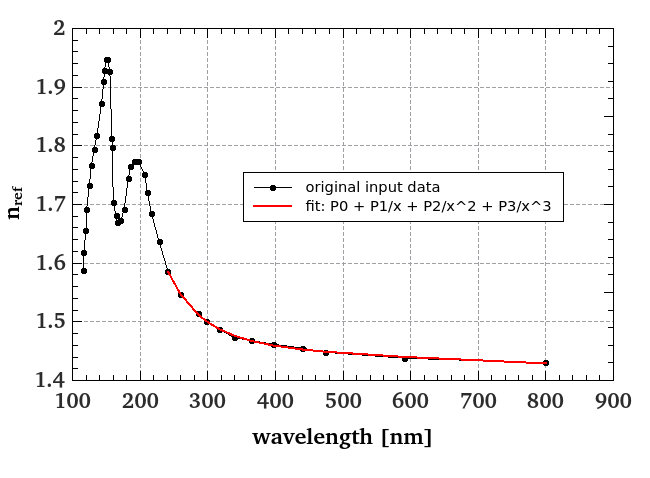 2
1.9
1.8
1.7
1.6
1.5
1.4
n_ref
original input data
fit: P0 + P1/x + P2/x^2 + P3/x^3
100 200 300 400 500 600 700 800 900
wavelength [nm]